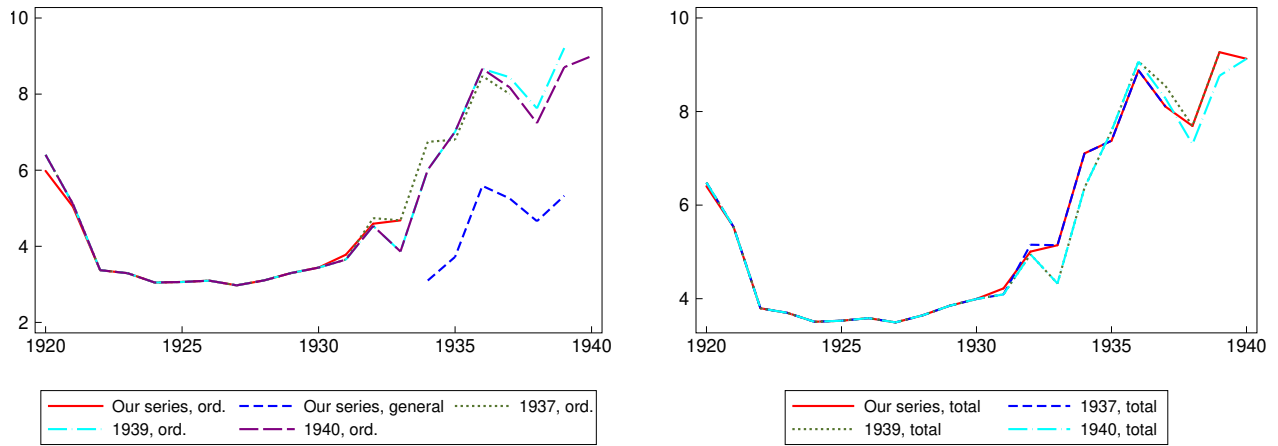 10
8
6
4
2
1920 1925 1930 1935 1940
Our series, ord. Our series, general 1937, ord.
1939, ord. 1940, ord.
10
8
6
4
1920 1925 1930 1935 1940
Our series, total 1937, total
1939, total 1940, total